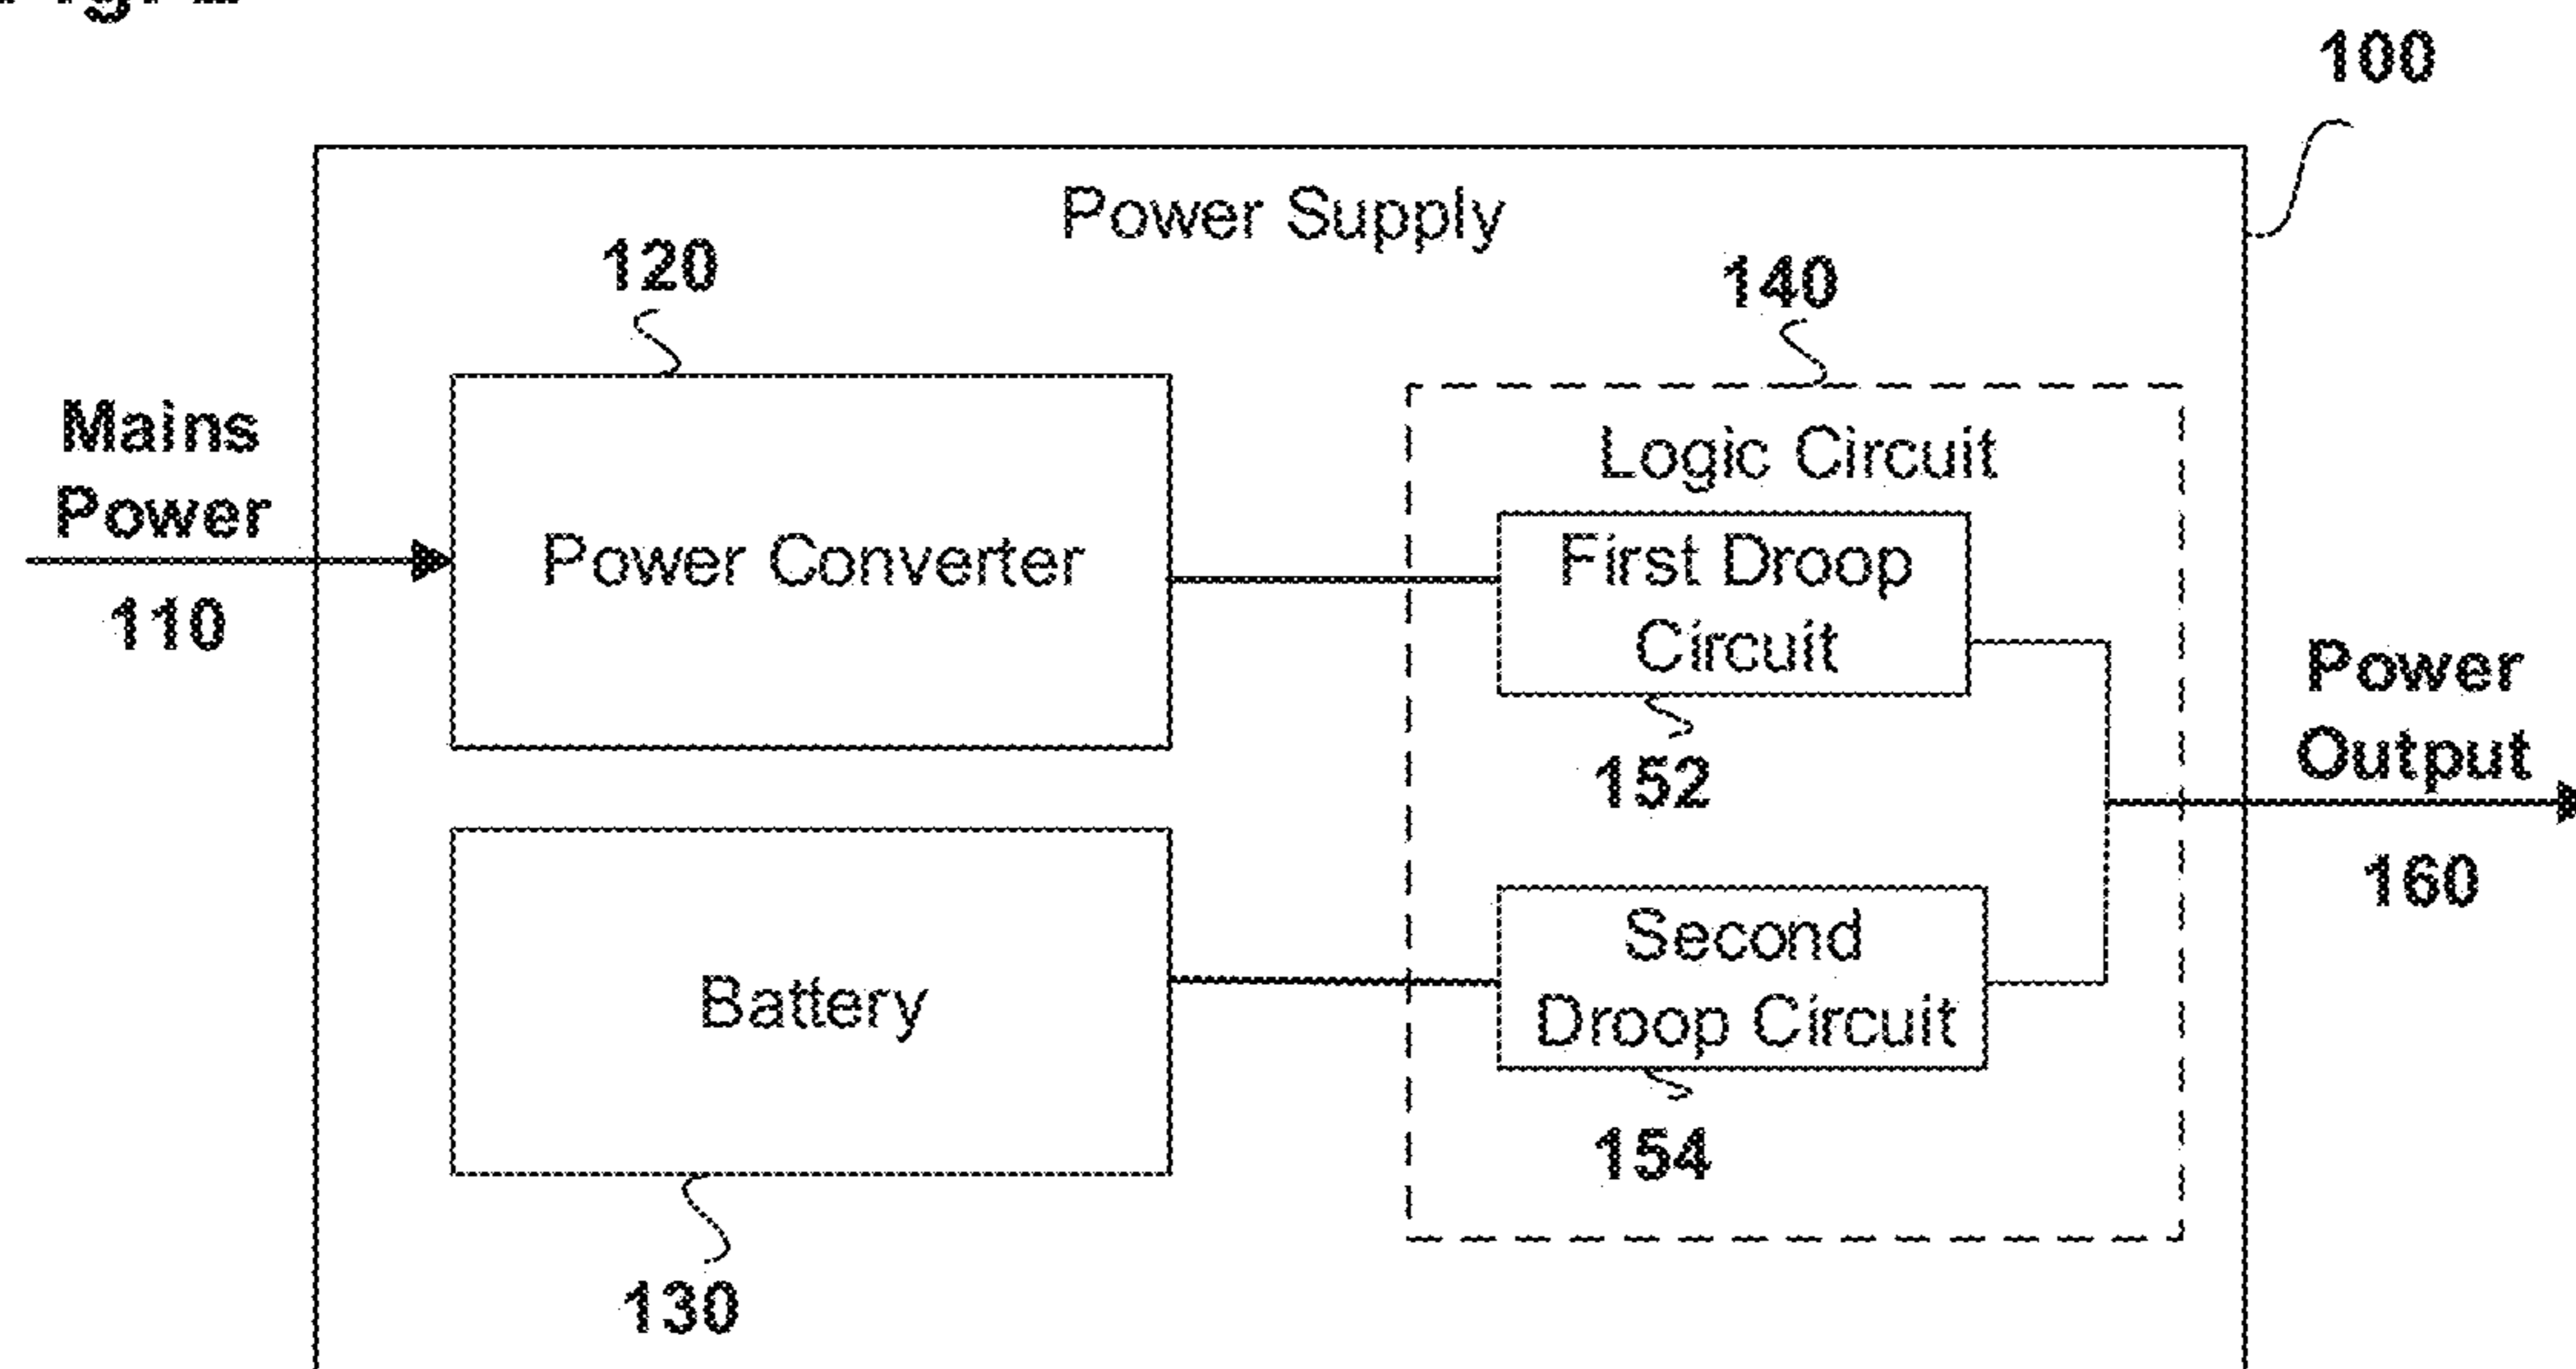 100
Power Supply
120
140
Mains
Power
110
Logic Circuit
Power Converter
First Droop
Circuit
152
Power
Output
160
Battery
Second
Droop Circuit
154
130